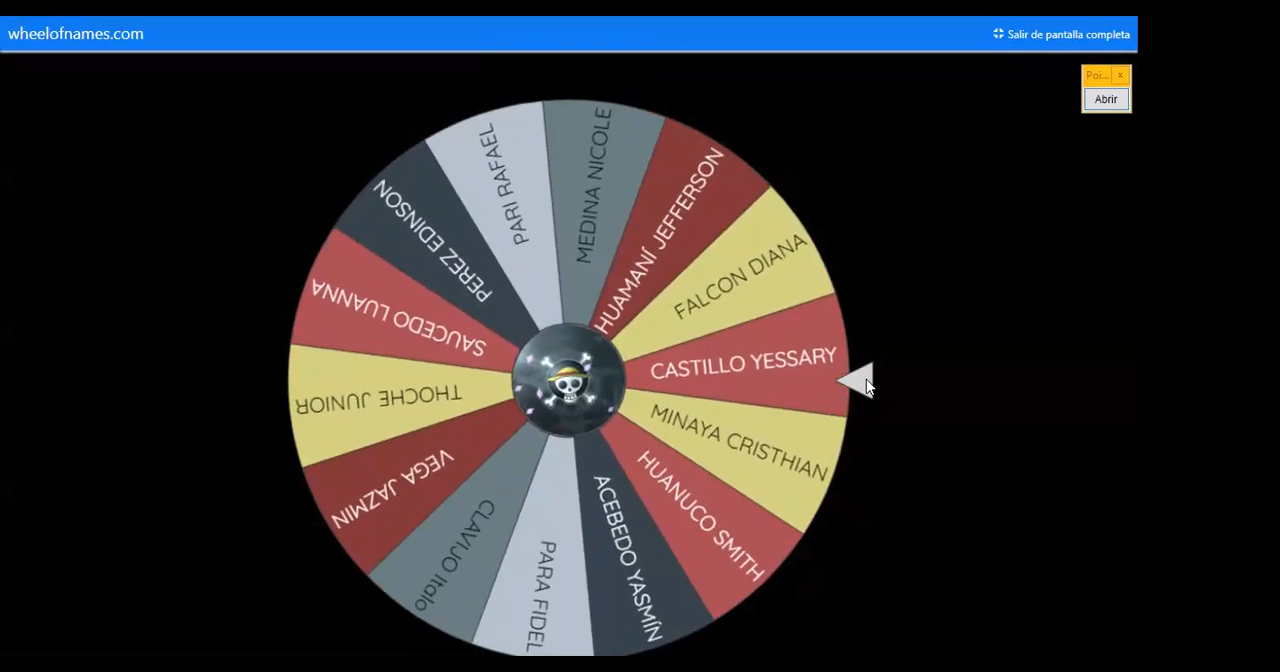 wheelofnames.com
Salir de pantalla completa
Poi... x
Abrir
PARI RAFAEL
MEDINA NICOLE
HUAMANÍ JEFFERSON
FALCON DIANA
CASTILLO YESSARY
MINAYA CRISTHIAN
HUANUCO SMITH
ACEBEDO YASMÍN
PARA FIDEL
CLAVIJO Italo
VEGA JAZMIN
THOCHE JUNIOR
SAUCEDO LUANNA
PEREZ EDINSON